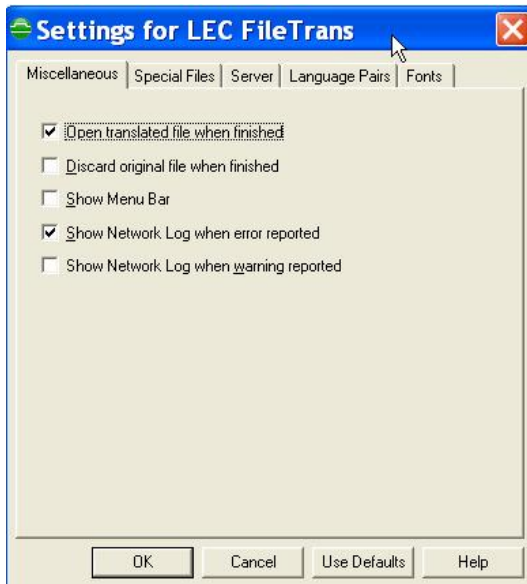 Settings for LEC FileTrans
Miscellaneous Special Files Server Language Pairs Fonts
Open translated file when finished
Discard original file when finished
Show Menu Bar
Show Network Log when error reported
Show Network Log when warning reported
OK Cancel Use Defaults Help